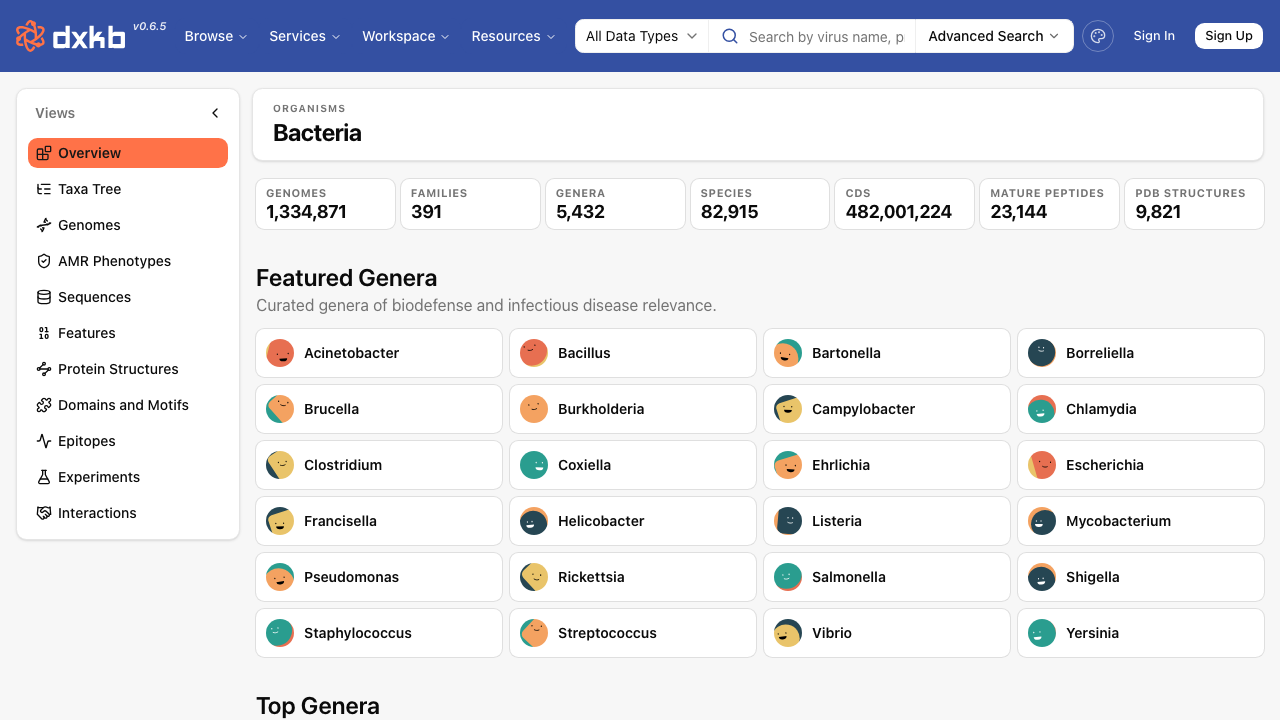 dxkb
v0.6.5
Browse
Services
Workspace
Resources
All Data Types
Search by virus name, p
Advanced Search
Sign In
Sign Up
Views
Overview
Taxa Tree
Genomes
AMR Phenotypes
Sequences
Features
Protein Structures
Domains and Motifs
Epitopes
Experiments
Interactions
ORGANISMS
Bacteria
GENOMES
1,334,871
FAMILIES
391
GENERA
5,432
SPECIES
82,915
CDS
482,001,224
MATURE PEPTIDES
23,144
PDB STRUCTURES
9,821
Featured Genera
Curated genera of biodefense and infectious disease relevance.
Acinetobacter
Bacillus
Bartonella
Borreliella
Brucella
Burkholderia
Campylobacter
Chlamydia
Clostridium
Coxiella
Ehrlichia
Escherichia
Francisella
Helicobacter
Listeria
Mycobacterium
Pseudomonas
Rickettsia
Salmonella
Shigella
Staphylococcus
Streptococcus
Vibrio
Yersinia
Top Genera